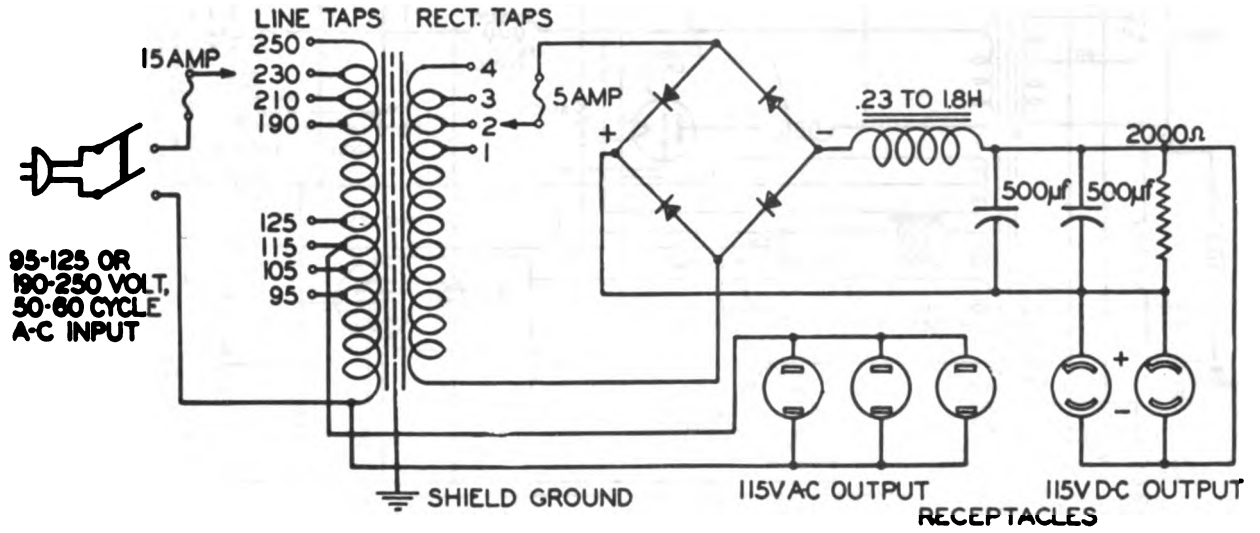 LINE TAPS
RECT. TAPS
15 AMP
250
230
210
190
125
115
105
95
4
3
2
1
5 AMP
+
-
.23 TO 1.8H
2000Ω
500µf
500µf
95-125 OR
190-250 VOLT,
50-60 CYCLE
A-C INPUT
+
-
SHIELD GROUND
115V A-C OUTPUT
115V D-C OUTPUT
RECEPTACLES